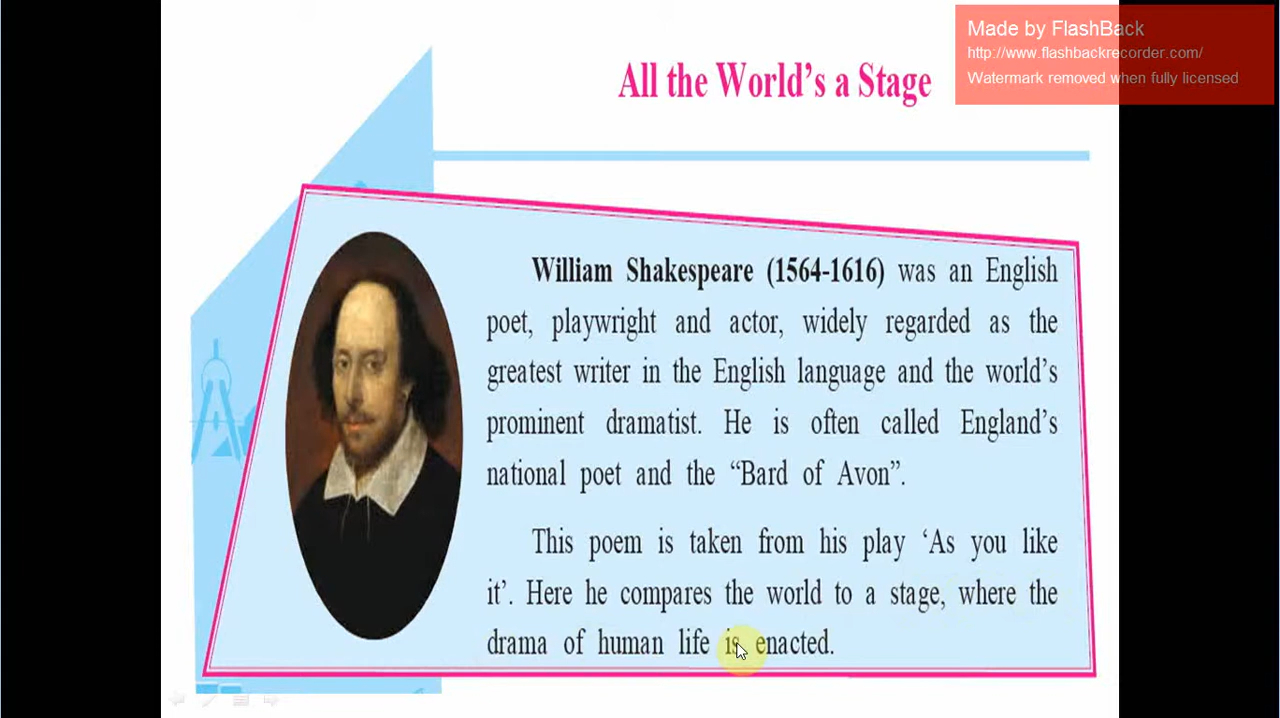 Made by FlashBack
http://www.flashbackrecorder.com/
Watermark removed when fully licensed
All the World's a Stage
William Shakespeare (1564-1616) was an English
poet, playwright and actor, widely regarded as the
greatest writer in the English language and the world's
prominent dramatist. He is often called England's
national poet and the “Bard of Avon”.
This poem is taken from his play ‘As you like
it’. Here he compares the world to a stage, where the
drama of human life is enacted.